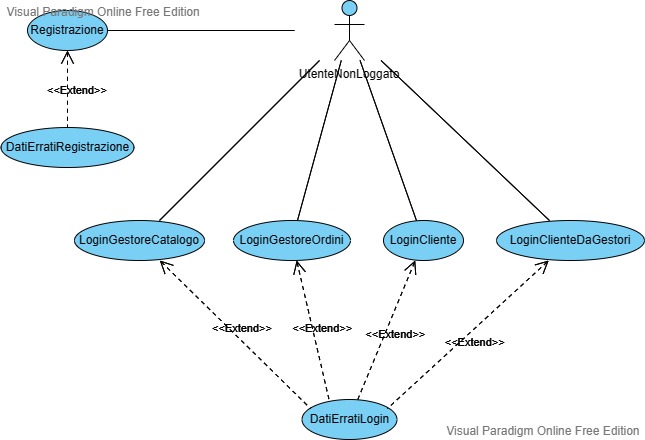 Visual Paradigm Online Free Edition
Registrazione
UtenteNonLoggato
<<Extend>>
DatiErratiRegistrazione
LoginGestoreCatalogo
LoginGestoreOrdini
LoginCliente
LoginClienteDaGestori
<<Extend>>
<<Extend>>
<<Extend>>
<<Extend>>
DatiErratiLogin
Visual Paradigm Online Free Edition